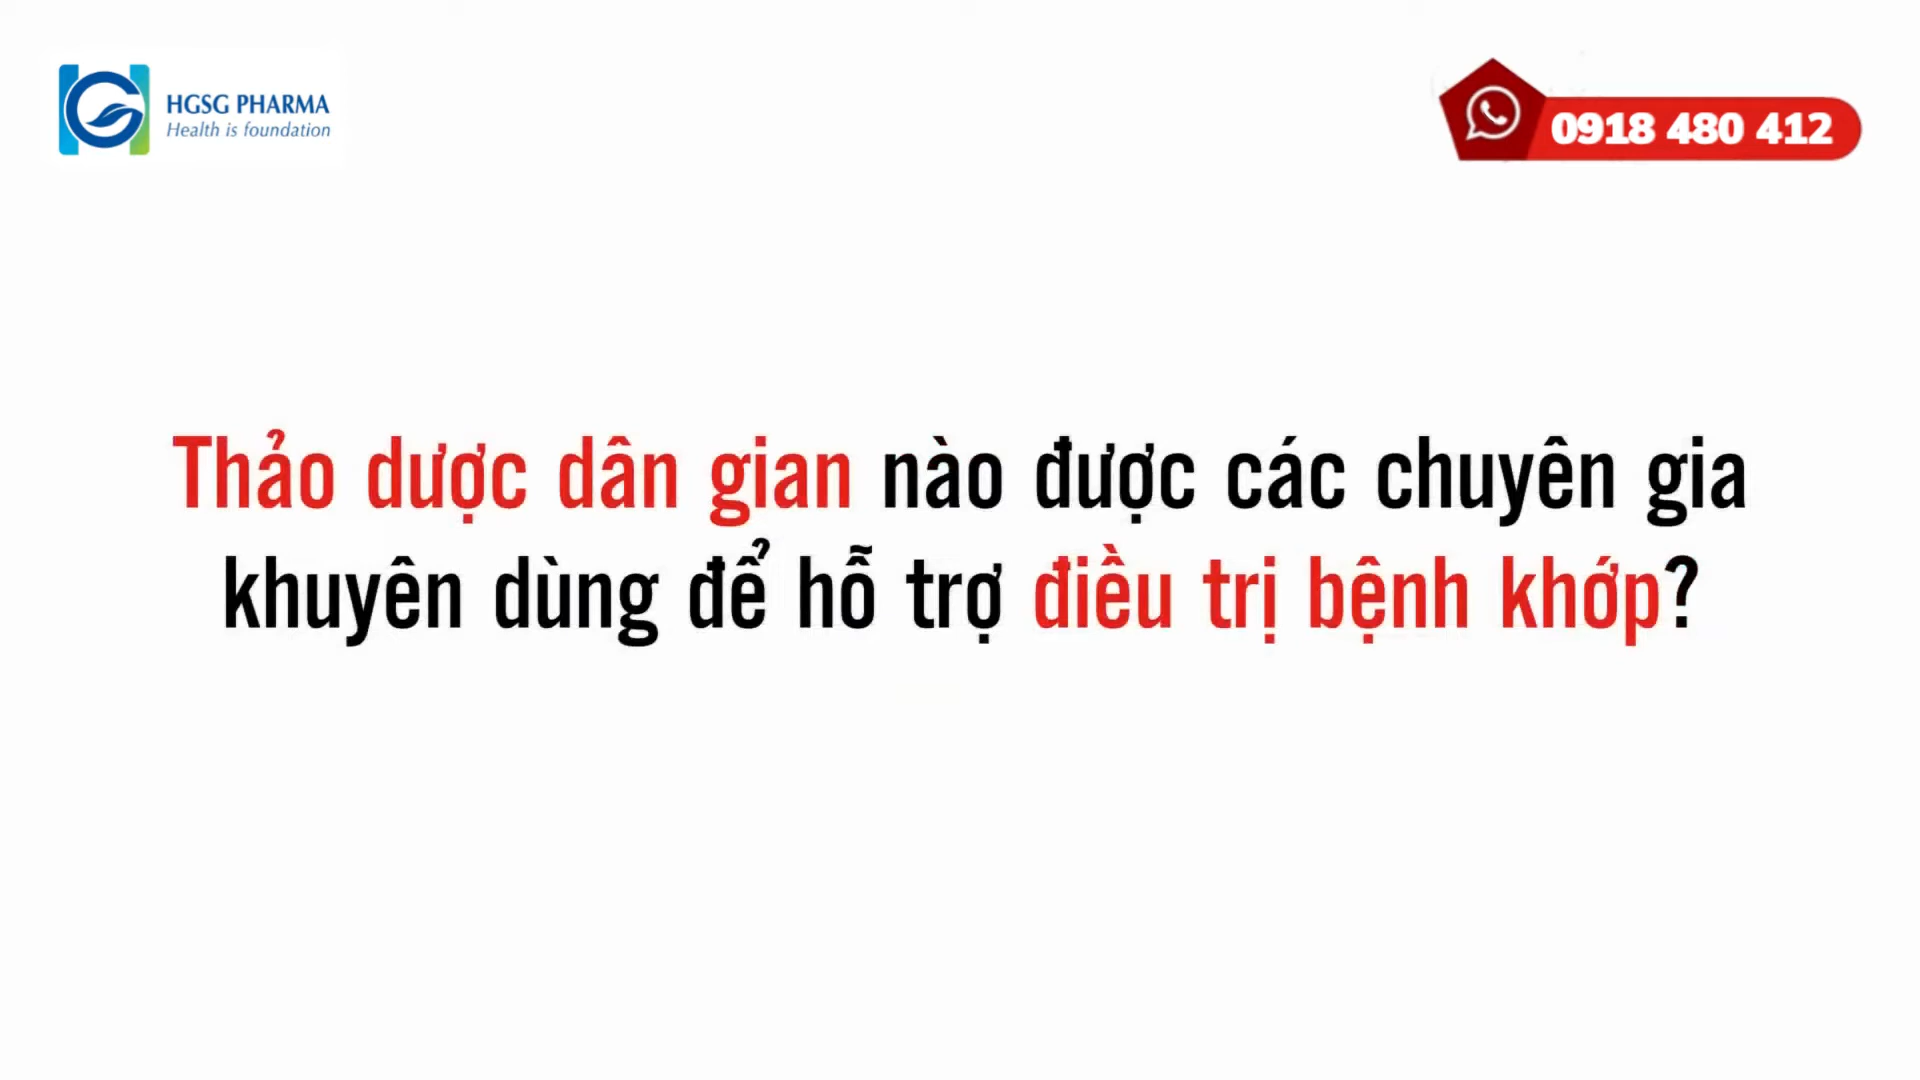 HGSG PHARMA
Health is foundation
0918 480 412
Thảo dược dân gian nào được các chuyên gia
khuyên dùng để hỗ trợ điều trị bệnh khớp?